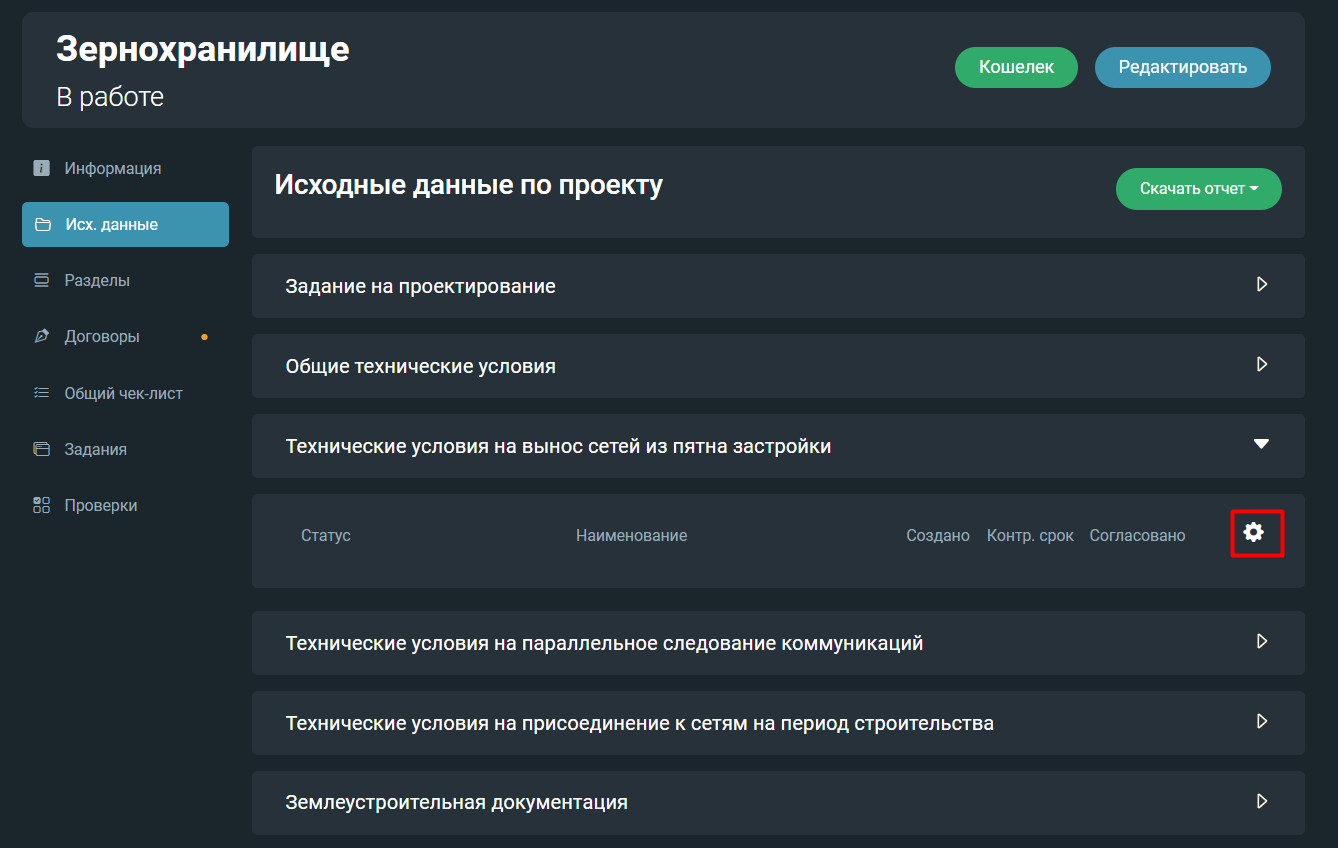 Зернохранилище
В работе
Кошелек
Редактировать
Информация
Исх. данные
Разделы
Договоры
Общий чек-лист
Задания
Проверки
Исходные данные по проекту
Скачать отчет
Задание на проектирование
Общие технические условия
Технические условия на вынос сетей из пятна застройки
Статус Наименование Создано Контр. срок Согласовано
Технические условия на параллельное следование коммуникаций
Технические условия на присоединение к сетям на период строительства
Землеустроительная документация